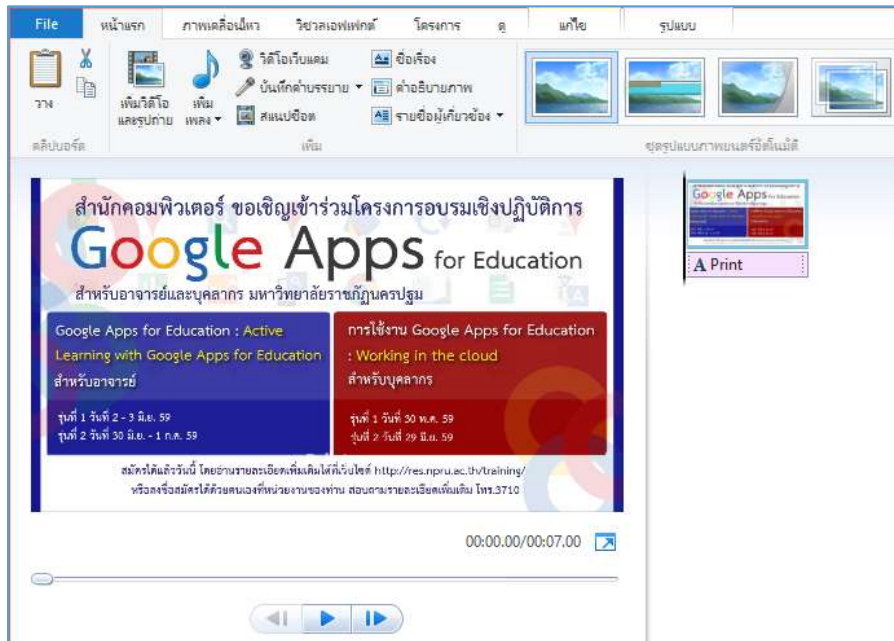 File หน้าแรก ภาพเคลื่อนไหว วิชวลเอฟเฟกต์ โครงการ ดู แก้ไข รูปแบบ
วาง
เพิ่มวิดีโอ
และรูปถ่าย
เพิ่ม
เพลง
วิดีโอเว็บแคม
บันทึกคำบรรยาย
สแนปช็อต
ชื่อเรื่อง
คำอธิบายภาพ
รายชื่อผู้เกี่ยวข้อง
คลิปบอร์ด เพิ่ม ชุดรูปแบบภาพยนตร์อัตโนมัติ
สำนักคอมพิวเตอร์ ขอเชิญเข้าร่วมโครงการอบรมเชิงปฏิบัติการ
Google Apps for Education
สำหรับอาจารย์และบุคลากร มหาวิทยาลัยราชภัฏนครปฐม
Google Apps for Education : Active
Learning with Google Apps for Education
สำหรับอาจารย์
รุ่นที่ 1 วันที่ 2 - 3 มิ.ย. 59
รุ่นที่ 2 วันที่ 30 มิ.ย. - 1 ก.ค. 59
การใช้งาน Google Apps for Education
: Working in the cloud
สำหรับบุคลากร
รุ่นที่ 1 วันที่ 30 พ.ค. 59
รุ่นที่ 2 วันที่ 29 มิ.ย. 59
สมัครได้แล้ววันนี้ โดยอ่านรายละเอียดเพิ่มเติมได้ที่เว็บไซต์ http://res.npru.ac.th/training/
หรือลงชื่อสมัครได้ด้วยตนเองที่หน่วยงานของท่าน สอบถามรายละเอียดเพิ่มเติม โทร.3710
00:00.00/00:07.00
Google Apps for Education
A Print